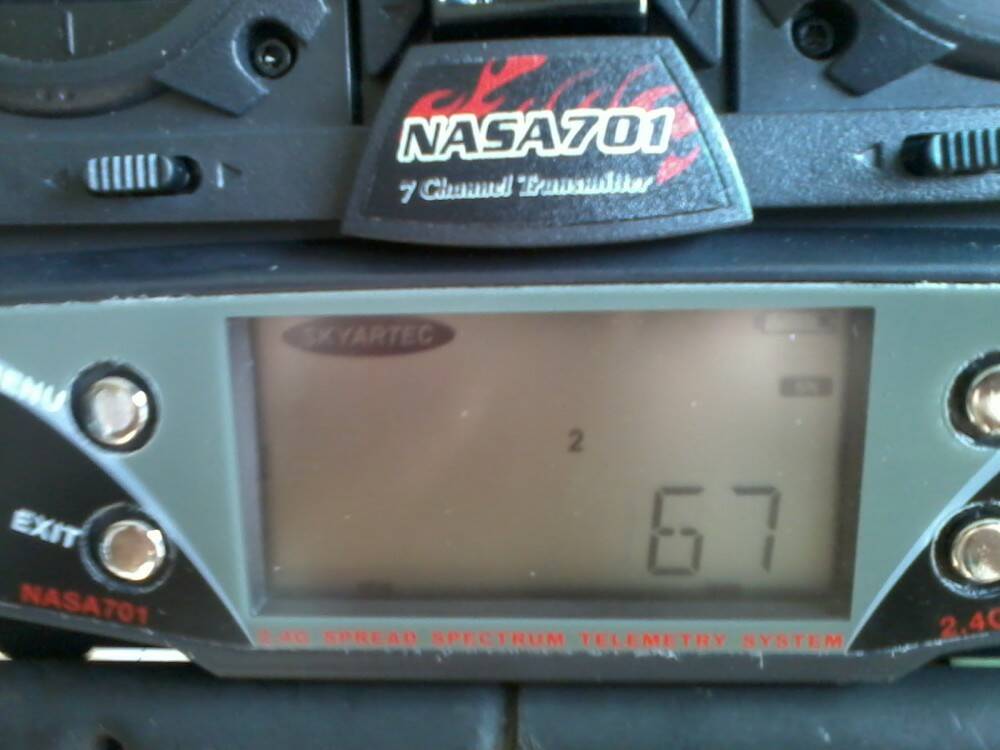 NASA701
7 Channel Transmitter
SKYARTEC
MENU
2
67
EXIT
NASA701
2.4G
2.4G SPREAD SPECTRUM TELEMETRY SYSTEM